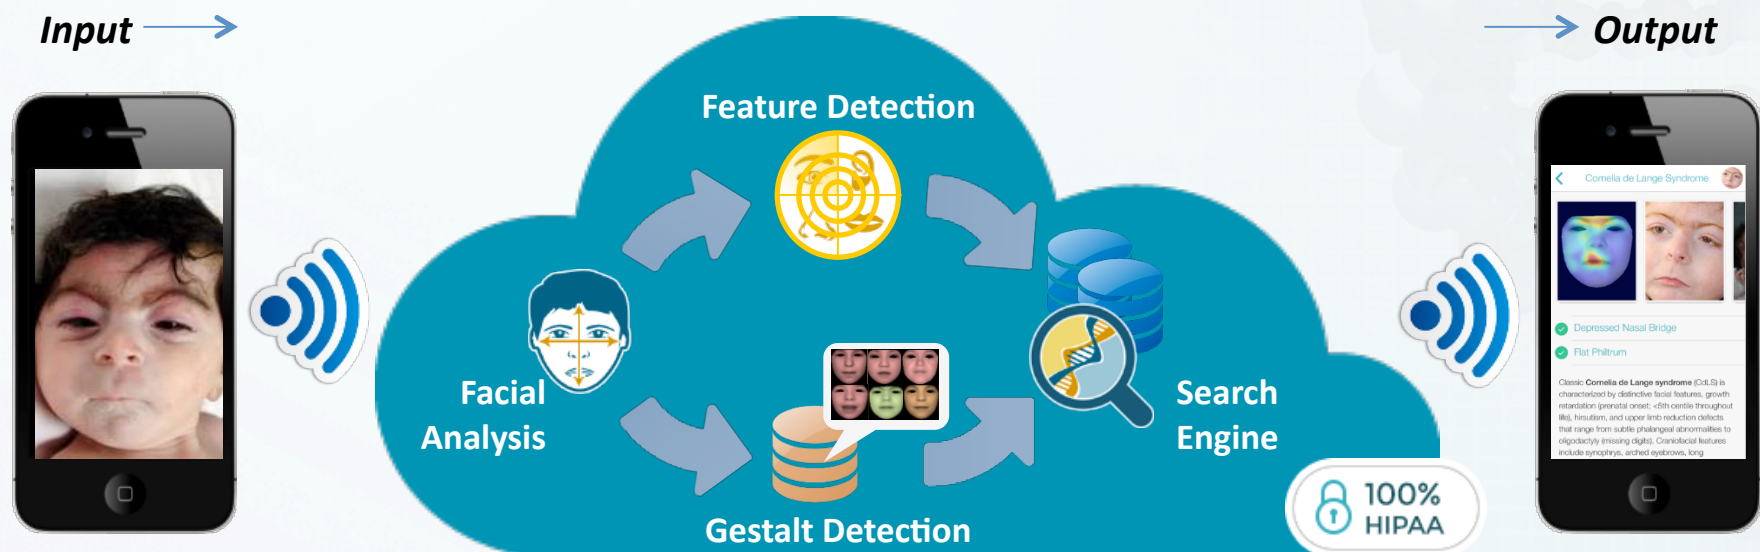 Input
Output
Feature Detection
Facial
Analysis
Gestalt Detection
Search
Engine
100%
HIPAA
Cornelia de Lange Syndrome
Depressed Nasal Bridge
Flat Philtrum
Classic Cornelia de Lange syndrome (CdLS) is
characterized by distinctive facial features, growth
retardation (prenatal onset; <5th centile throughout
life), hirsutism, and upper limb reduction defects
that range from subtle phalangeal abnormalities to
oligodactyly (missing digits). Craniofacial features
include synophrys, arched eyebrows, long